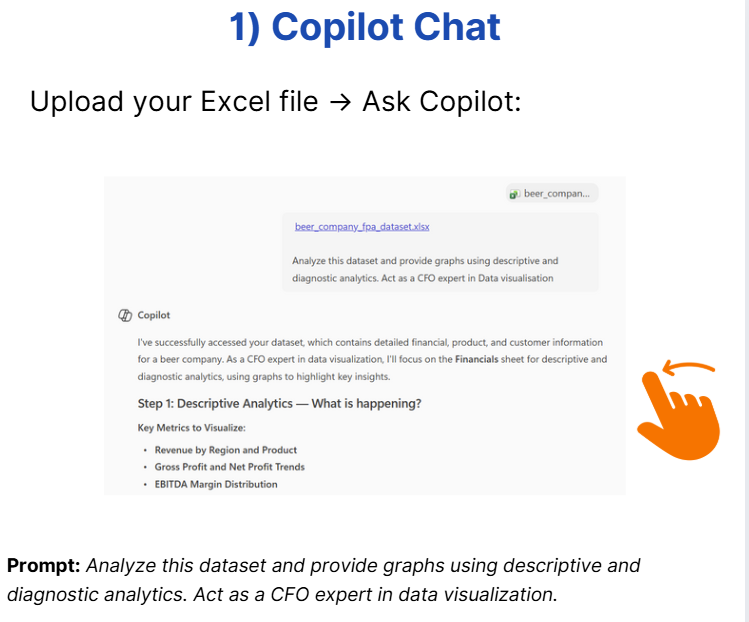 1) Copilot Chat
Upload your Excel file → Ask Copilot:
beer_compan...
beer_company_fpa_dataset.xlsx
Analyze this dataset and provide graphs using descriptive and
diagnostic analytics. Act as a CFO expert in Data visualisation
Copilot
I've successfully accessed your dataset, which contains detailed financial, product, and customer information
for a beer company. As a CFO expert in data visualization, I'll focus on the Financials sheet for descriptive and
diagnostic analytics, using graphs to highlight key insights.
Step 1: Descriptive Analytics — What is happening?
Key Metrics to Visualize:
• Revenue by Region and Product
• Gross Profit and Net Profit Trends
• EBITDA Margin Distribution
Prompt: Analyze this dataset and provide graphs using descriptive and
diagnostic analytics. Act as a CFO expert in data visualization.